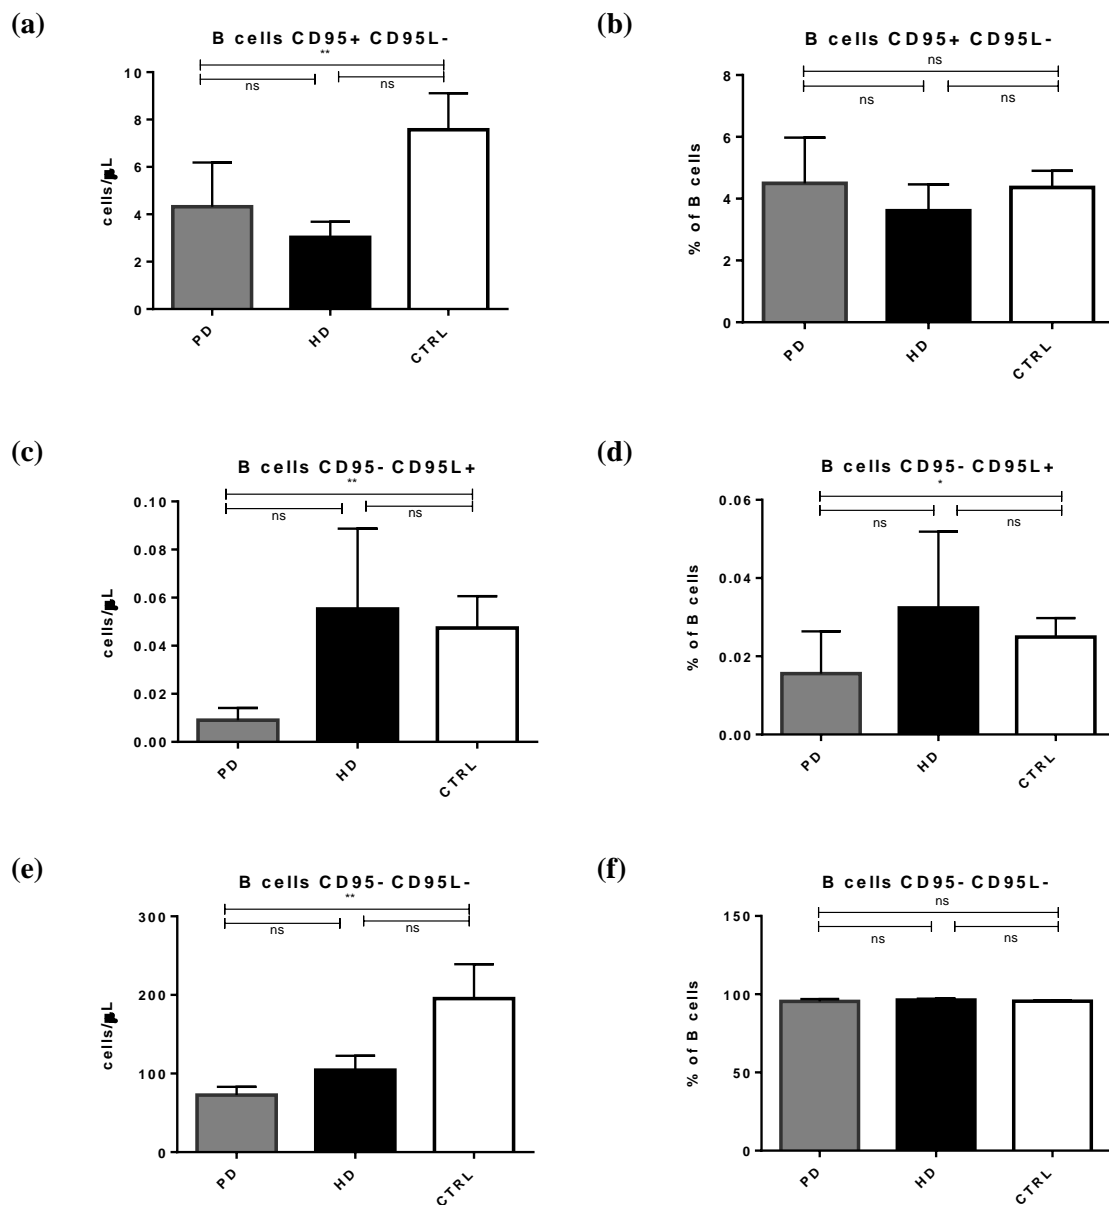 (a)
B cells CD95+ CD95L-
**
ns
ns
10
8
6
4
2
0
cells/µL
PD
HD
CTRL
(b)
B cells CD95+ CD95L-
ns
ns
ns
8
6
4
2
0
% of B cells
PD
HD
CTRL
(c)
B cells CD95- CD95L+
**
ns
ns
0.10
0.08
0.06
0.04
0.02
0.00
cells/µL
PD
HD
CTRL
(d)
B cells CD95- CD95L+
*
ns
ns
0.06
0.04
0.02
0.00
% of B cells
PD
HD
CTRL
(e)
B cells CD95- CD95L-
**
ns
ns
300
200
100
0
cells/µL
PD
HD
CTRL
(f)
B cells CD95- CD95L-
ns
ns
ns
150
100
50
0
% of B cells
PD
HD
CTRL